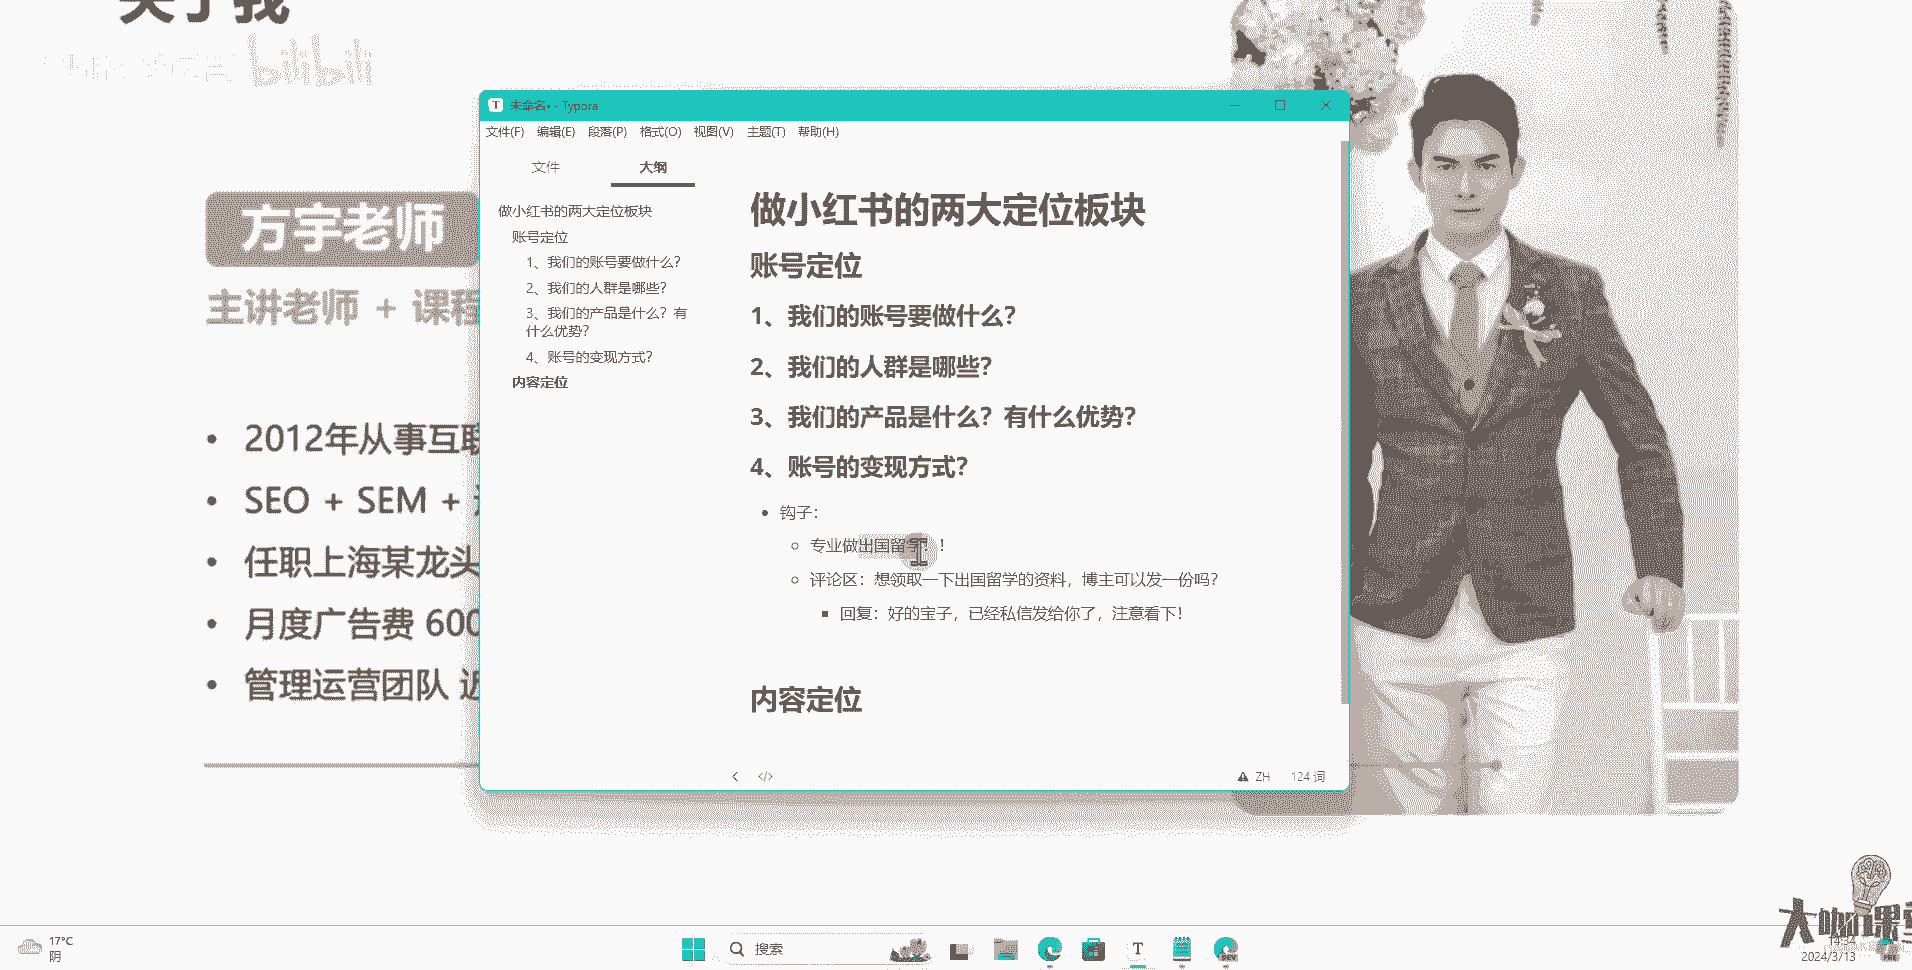 关于我
bilibili
方宇老师
主讲老师 + 课程
2012年从事互联
SEO + SEM +
任职上海某龙头
月度广告费 600
管理运营团队 近
未命名• - Typora
文件(F) 编辑(E) 段落(P) 格式(O) 视图(V) 主题(T) 帮助(H)
文件 大纲
做小红书的两大定位板块
账号定位
1、我们的账号要做什么？
2、我们的人群是哪些？
3、我们的产品是什么？有
什么优势？
4、账号的变现方式？
内容定位
做小红书的两大定位板块
账号定位
1、我们的账号要做什么？
2、我们的人群是哪些？
3、我们的产品是什么？有什么优势？
4、账号的变现方式？
钩子：
专业做出国留学！！
评论区：想领取一下出国留学的资料，博主可以发一份吗？
回复：好的宝子，已经私信发给你了，注意看下！
内容定位
ZH 124 词
大咖课堂
17°C
阴
搜索
DEV
14:34
2024/3/13
PRE